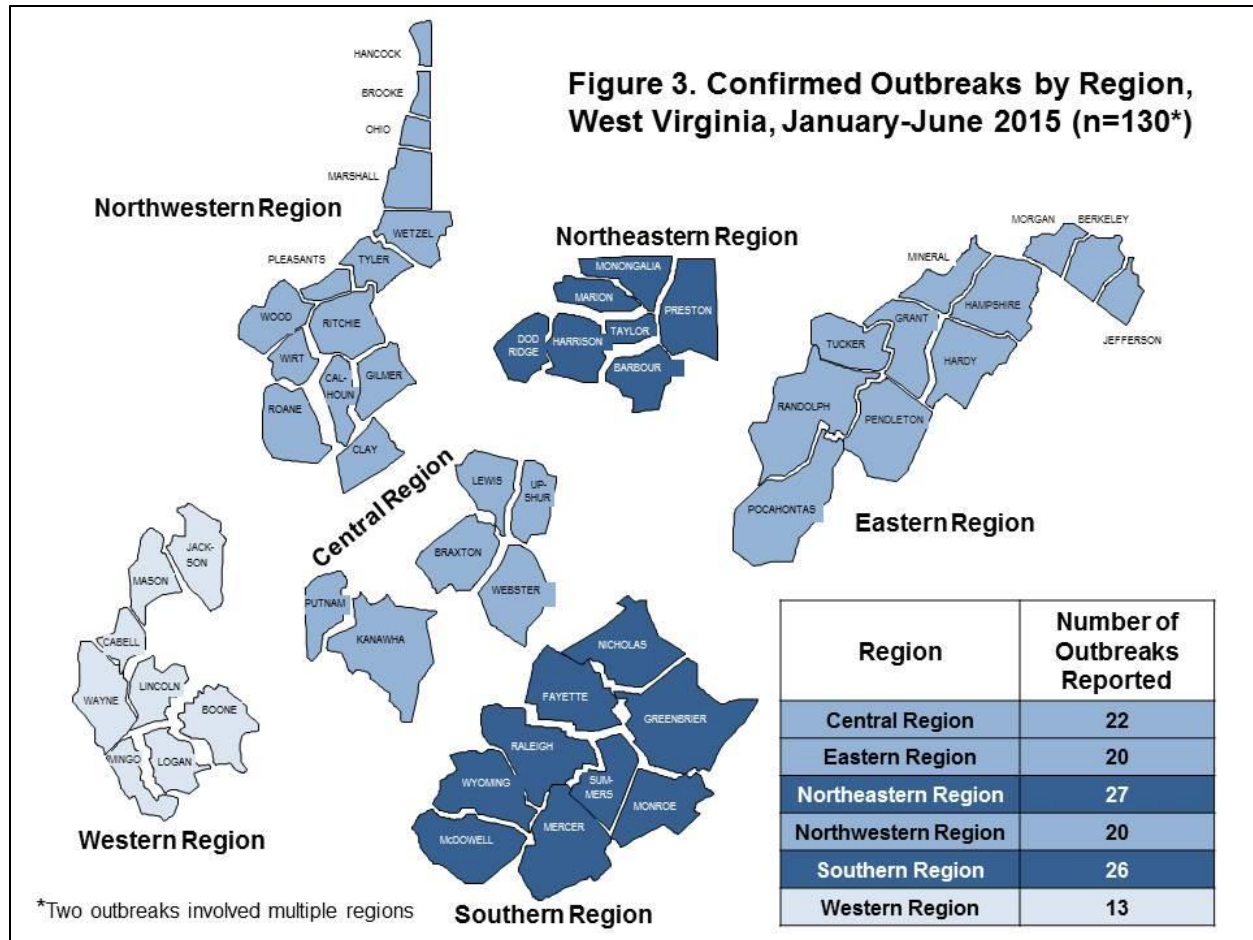 Figure 3. Confirmed Outbreaks by Region,
West Virginia, January-June 2015 (n=130*)
HANCOCK
BROOKE
OHIO
MARSHALL
Northwestern Region
WETZEL
PLEASANTS
TYLER
WOOD
RITCHIE
WIRT
CAL-
HOUN
GILMER
ROANE
CLAY
Northeastern Region
MONONGALIA
MARION
PRESTON
DOD
RIDGE
HARRISON
TAYLOR
BARBOUR
MORGAN
BERKELEY
MINERAL
HAMPSHIRE
GRANT
JEFFERSON
TUCKER
HARDY
RANDOLPH
PENDLETON
POCAHONTAS
Eastern Region
Central Region
LEWIS
UP-
SHUR
BRAXTON
WEBSTER
PUTNAM
KANAWHA
JACK-
SON
MASON
CABELL
WAYNE
LINCOLN
BOONE
MINGO
LOGAN
Western Region
NICHOLAS
FAYETTE
GREENBRIER
RALEIGH
SUM-
MERS
WYOMING
MONROE
MERCER
McDOWELL
Southern Region
Region
Number of
Outbreaks
Reported
Central Region 22
Eastern Region 20
Northeastern Region 27
Northwestern Region 20
Southern Region 26
Western Region 13
*Two outbreaks involved multiple regions